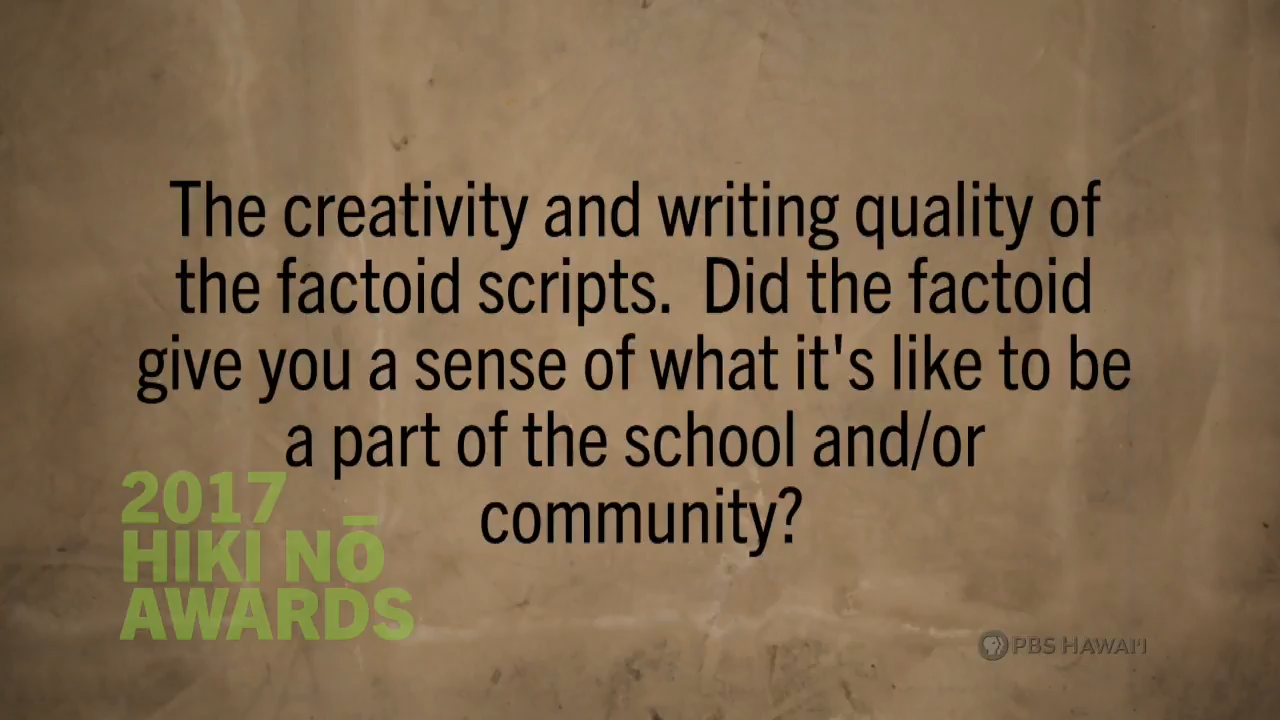 The creativity and writing quality of
the factoid scripts.  Did the factoid
give you a sense of what it's like to be
a part of the school and/or
community?
2017
HIKI NŌ
AWARDS
PBS HAWAIʻI